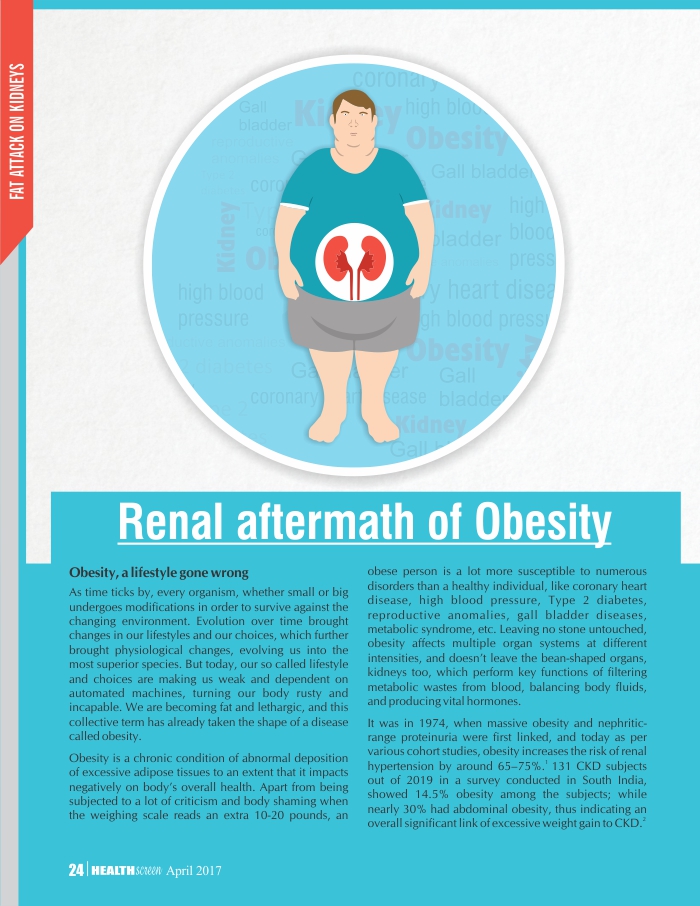 FAT ATTACK ON KIDNEYS
coronary
Gall
bladder
Kidney
high blood
Obesity
Gall bladder
coro
Kidney
Kidney
high
blood
press
bladder
Ob
high blood
pressure
y heart disea
gh blood press
Obesity
diabetes
Gall
bladder
coronary
sease
Kidney
Gall b
Renal aftermath of Obesity
Obesity, a lifestyle gone wrong
As time ticks by, every organism, whether small or big
undergoes modifications in order to survive against the
changing environment. Evolution over time brought
changes in our lifestyles and our choices, which further
brought physiological changes, evolving us into the
most superior species. But today, our so called lifestyle
and choices are making us weak and dependent on
automated machines, turning our body rusty and
incapable. We are becoming fat and lethargic, and this
collective term has already taken the shape of a disease
called obesity.
Obesity is a chronic condition of abnormal deposition
of excessive adipose tissues to an extent that it impacts
negatively on body's overall health. Apart from being
subjected to a lot of criticism and body shaming when
the weighing scale reads an extra 10-20 pounds, an
obese person is a lot more susceptible to numerous
disorders than a healthy individual, like coronary heart
disease, high blood pressure, Type 2 diabetes,
reproductive anomalies, gall bladder diseases,
metabolic syndrome, etc. Leaving no stone untouched,
obesity affects multiple organ systems at different
intensities, and doesn't leave the bean-shaped organs,
kidneys too, which perform key functions of filtering
metabolic wastes from blood, balancing body fluids,
and producing vital hormones.
It was in 1974, when massive obesity and nephritic-
range proteinuria were first linked, and today as per
various cohort studies, obesity increases the risk of renal
hypertension by around 65–75%.¹ 131 CKD subjects
out of 2019 in a survey conducted in South India,
showed 14.5% obesity among the subjects; while
nearly 30% had abdominal obesity, thus indicating an
overall significant link of excessive weight gain to CKD.²
24 HEALTHscreen April 2017